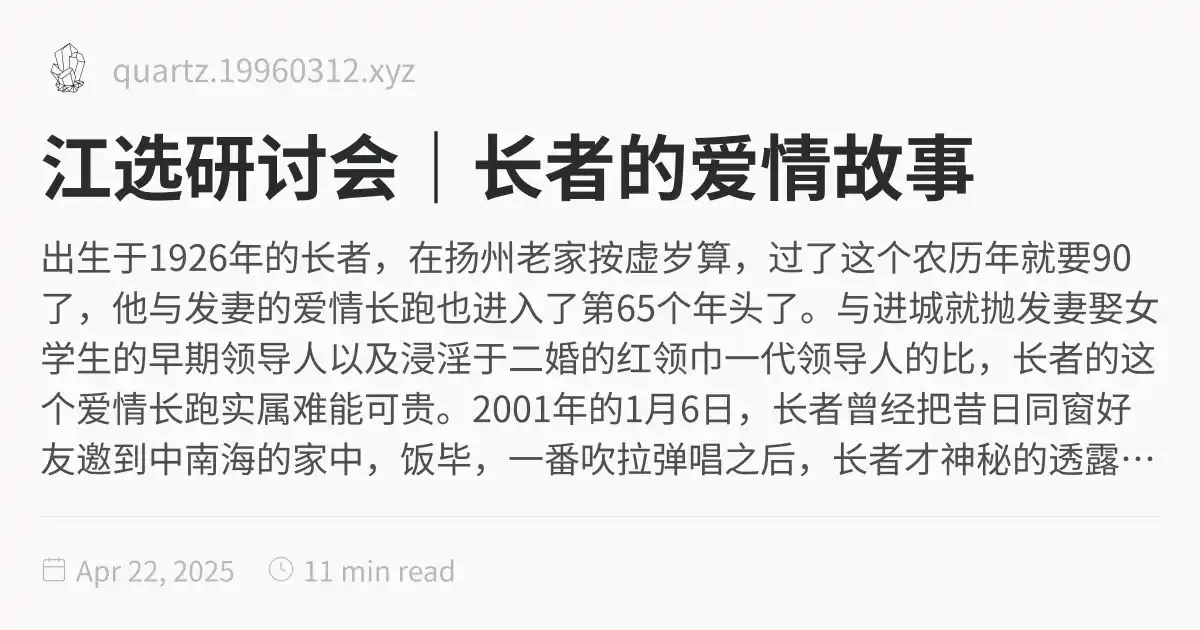 quartz.19960312.xyz
江选研讨会｜长者的爱情故事
出生于1926年的长者，在扬州老家按虚岁算，过了这个农历年就要90
了，他与发妻的爱情长跑也进入了第65个年头了。与进城就抛发妻娶女
学生的早期领导人以及浸淫于二婚的红领巾一代领导人的比，长者的这
个爱情长跑实属难能可贵。2001年的1月6日，长者曾经把昔日同窗好
友邀到中南海的家中，饭毕，一番吹拉弹唱之后，长者才神秘的透露…
Apr 22, 2025 11 min read